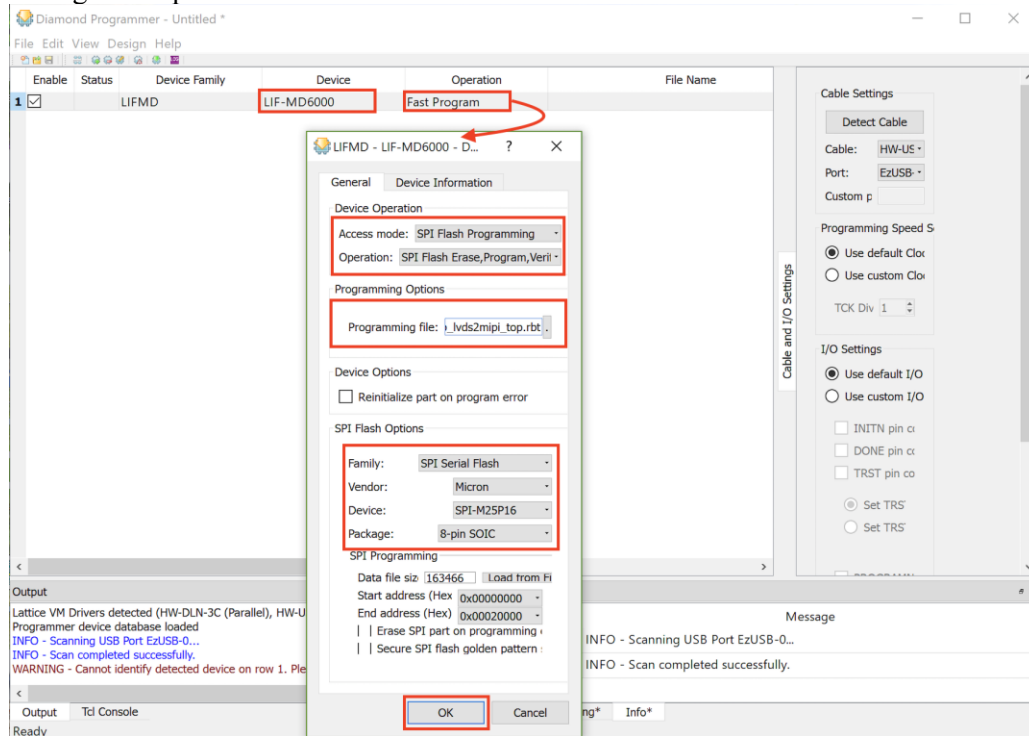 Diamond Programmer - Untitled *
File Edit View Design Help
Enable Status Device Family Device Operation File Name
1 LIFMD LIF-MD6000 Fast Program
LIFMD - LIF-MD6000 - D... ? ×
General Device Information
Device Operation
Access mode: SPI Flash Programming
Operation: SPI Flash Erase,Program,Verif
Programming Options
Programming file: _lvds2mipi_top.rbt .
Device Options
Reinitialize part on program error
SPI Flash Options
Family: SPI Serial Flash
Vendor: Micron
Device: SPI-M25P16
Package: 8-pin SOIC
SPI Programming
Data file siz 163466 Load from Fi
Start address (Hex 0x00000000
End address (Hex) 0x00020000
Erase SPI part on programming
Secure SPI flash golden pattern
OK Cancel
Cable and I/O Settings
Cable Settings
Detect Cable
Cable: HW-US
Port: EzUSB-
Custom p
Programming Speed S
Use default Cloc
Use custom Cloc
TCK Div 1
I/O Settings
Use default I/O
Use custom I/O
INITN pin co
DONE pin co
TRST pin co
Set TRST
Set TRST
Output
Lattice VM Drivers detected (HW-DLN-3C (Parallel), HW-U
Programmer device database loaded
INFO - Scanning USB Port EzUSB-0...
INFO - Scan completed successfully.
WARNING - Cannot identify detected device on row 1. Ple
Message
INFO - Scanning USB Port EzUSB-0...
INFO - Scan completed successfully.
Output Tcl Console ng* Info*
Ready